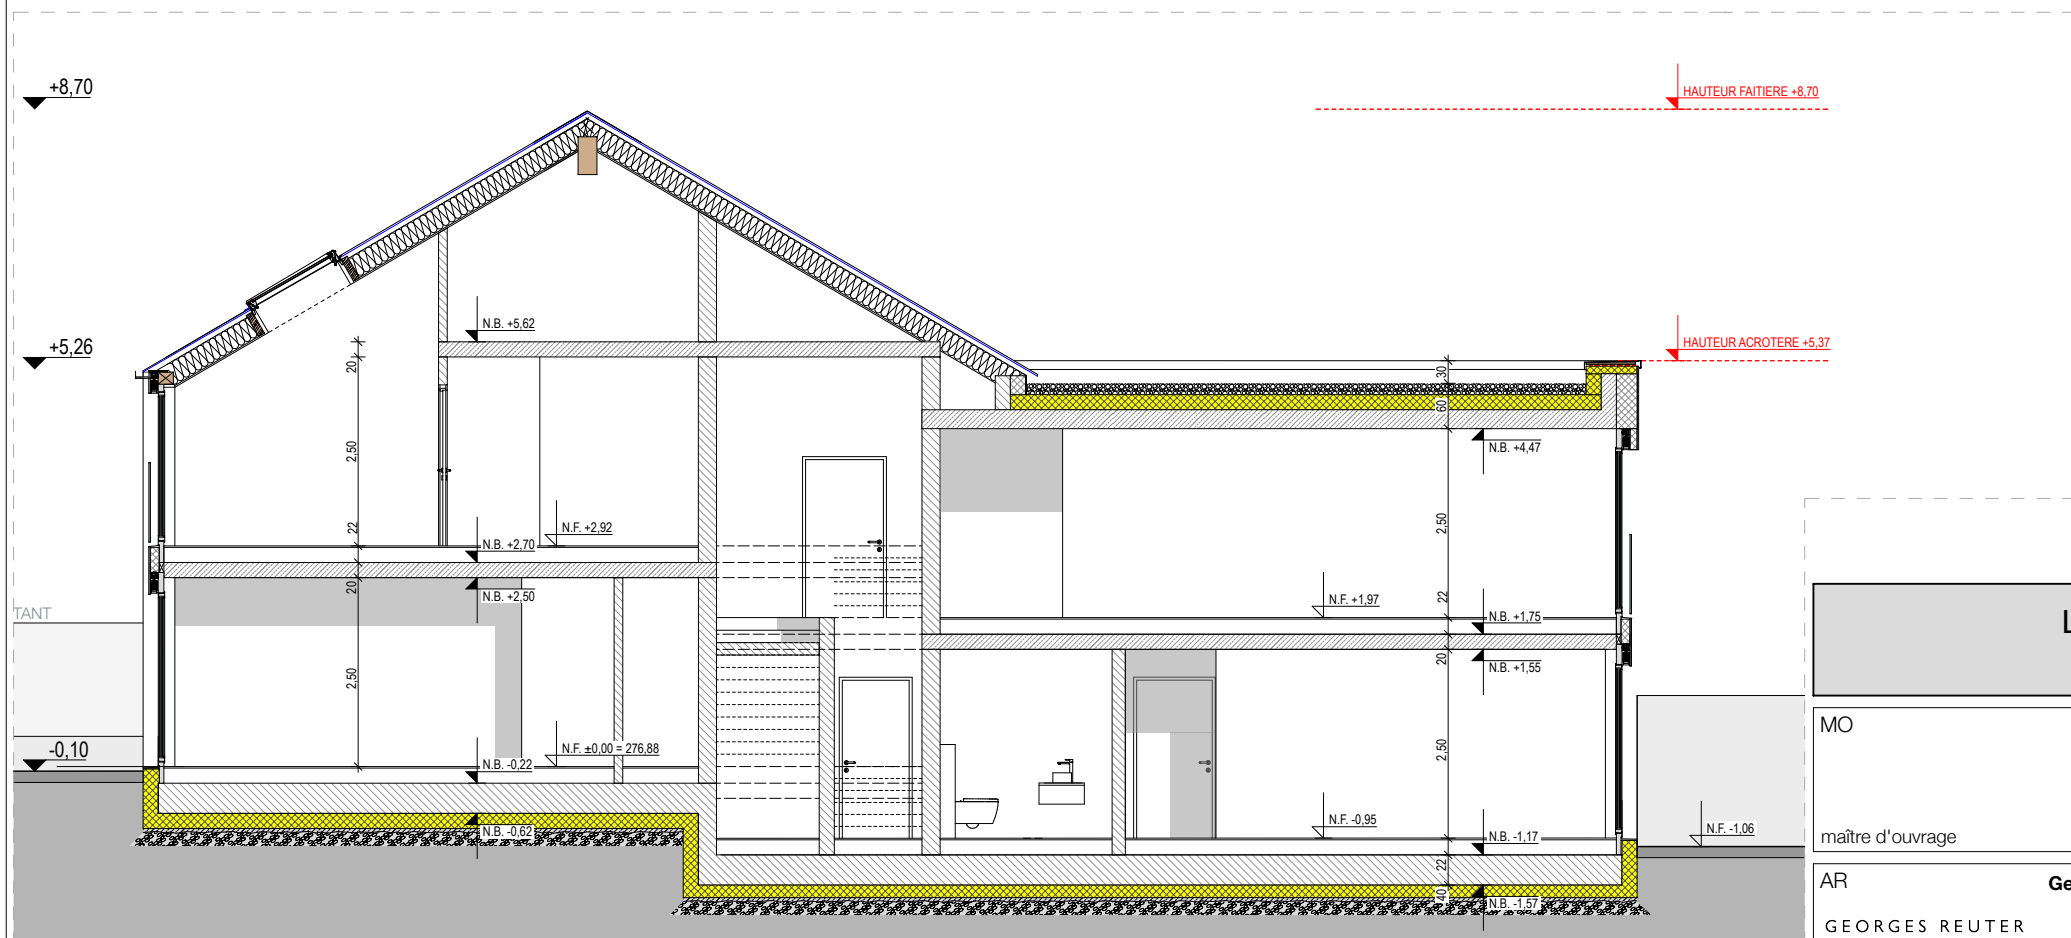 +8,70
HAUTEUR FAITIERE +8,70
N.B. +5,62
+5,26
HAUTEUR ACROTERE +5,37
20
30
60
2,50
N.B. +4,47
22
N.F. +2,92
2,50
N.B. +2,70
20
N.B. +2,50
N.F. +1,97
22
N.B. +1,75
TANT
L
20
N.B. +1,55
2,50
MO
-0,10
N.F. ±0,00 = 276,88
N.B. -0,22
2,50
N.F. -0,95
N.F. -1,06
N.B. -0,62
N.B. -1,17
maître d'ouvrage
22
AR
Ge
40
N.B. -1,57
GEORGES REUTER